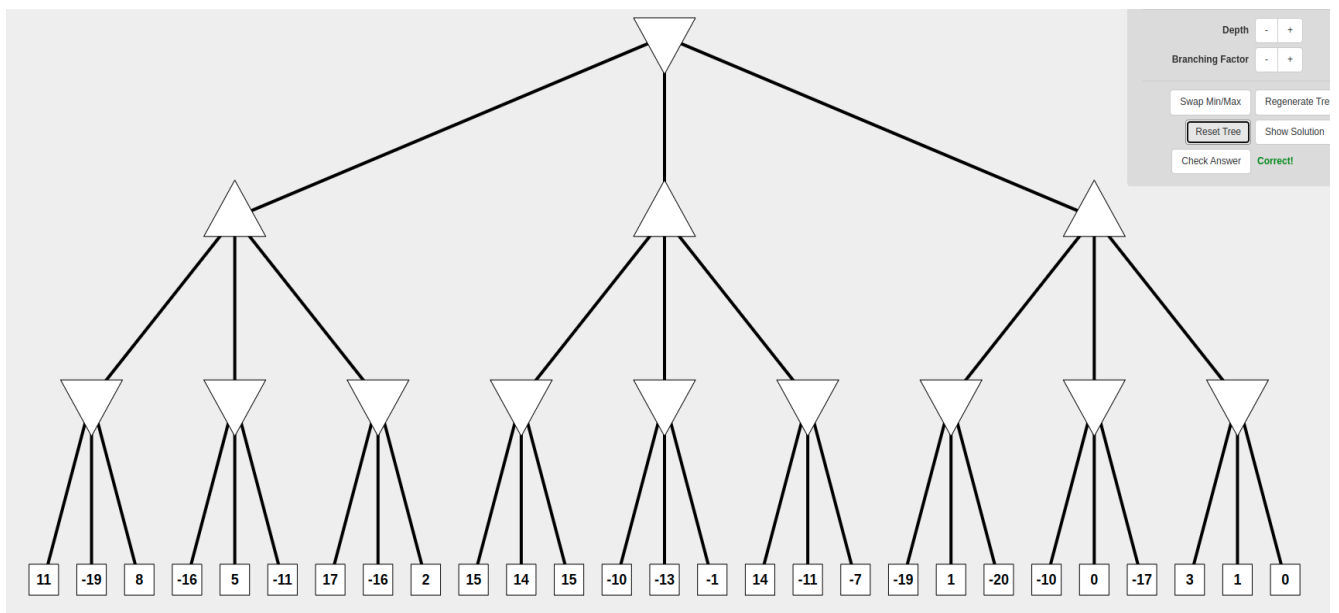 Depth - +
Branching Factor - +
Swap Min/Max Regenerate Tre
Reset Tree Show Solution
Check Answer Correct!
11 -19 8 -16 5 -11 17 -16 2 15 14 15 -10 -13 -1 14 -11 -7 -19 1 -20 -10 0 -17 3 1 0